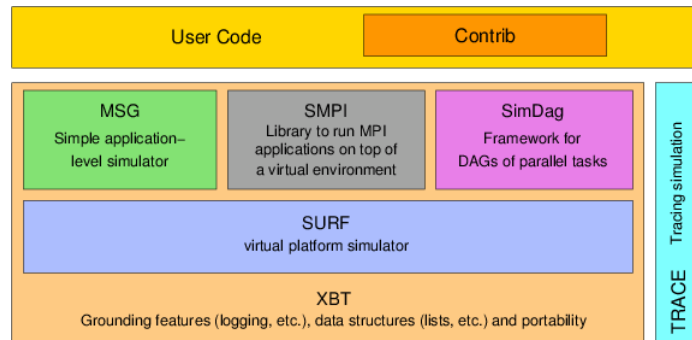 User Code
Contrib
MSG
Simple application–
level simulator
SMPI
Library to run MPI
applications on top of
a virtual environment
SimDag
Framework for
DAGs of parallel tasks
SURF
virtual platform simulator
XBT
Grounding features (logging, etc.), data structures (lists, etc.) and portability
TRACE
Tracing simulation